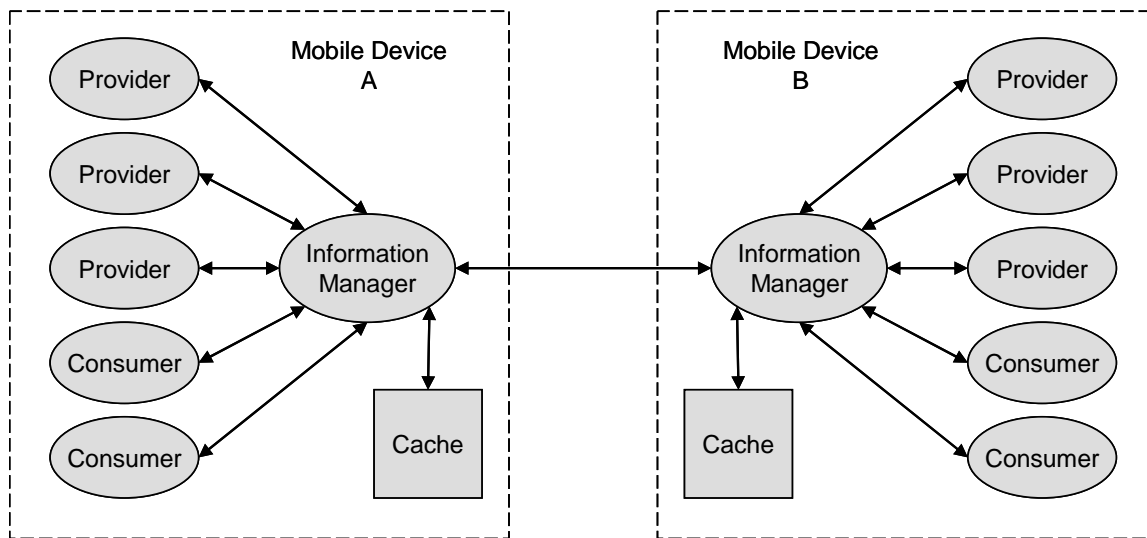 Mobile Device
A
Provider
Provider
Provider
Consumer
Consumer
Information
Manager
Cache
Mobile Device
B
Provider
Provider
Provider
Consumer
Consumer
Information
Manager
Cache